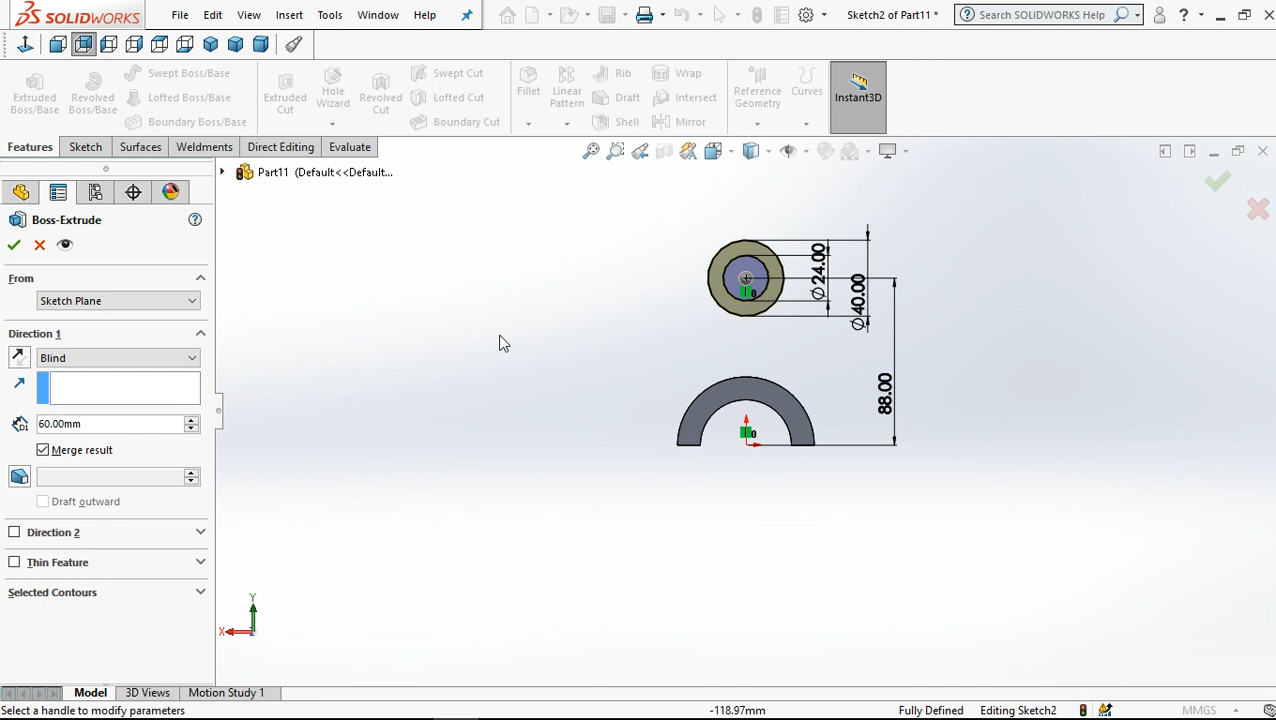 SOLIDWORKS File Edit View Insert Tools Window Help Sketch2 of Part11 * Search SOLIDWORKS Help ?
Extruded Boss/Base
Revolved Boss/Base
Swept Boss/Base
Lofted Boss/Base
Boundary Boss/Base
Extruded Cut
Hole Wizard
Revolved Cut
Swept Cut
Lofted Cut
Boundary Cut
Fillet
Linear Pattern
Rib
Draft
Shell
Wrap
Intersect
Mirror
Reference Geometry
Curves
Instant3D
Features Sketch Surfaces Weldments Direct Editing Evaluate
Part11 (Default<<Default...
Boss-Extrude
From
Sketch Plane
Direction 1
Blind
60.00mm
Merge result
Draft outward
Direction 2
Thin Feature
Selected Contours
Ø24.00
Ø40.00
88.00
0
0
Y
X
Model 3D Views Motion Study 1
Select a handle to modify parameters -118.97mm Fully Defined Editing Sketch2 MMGS